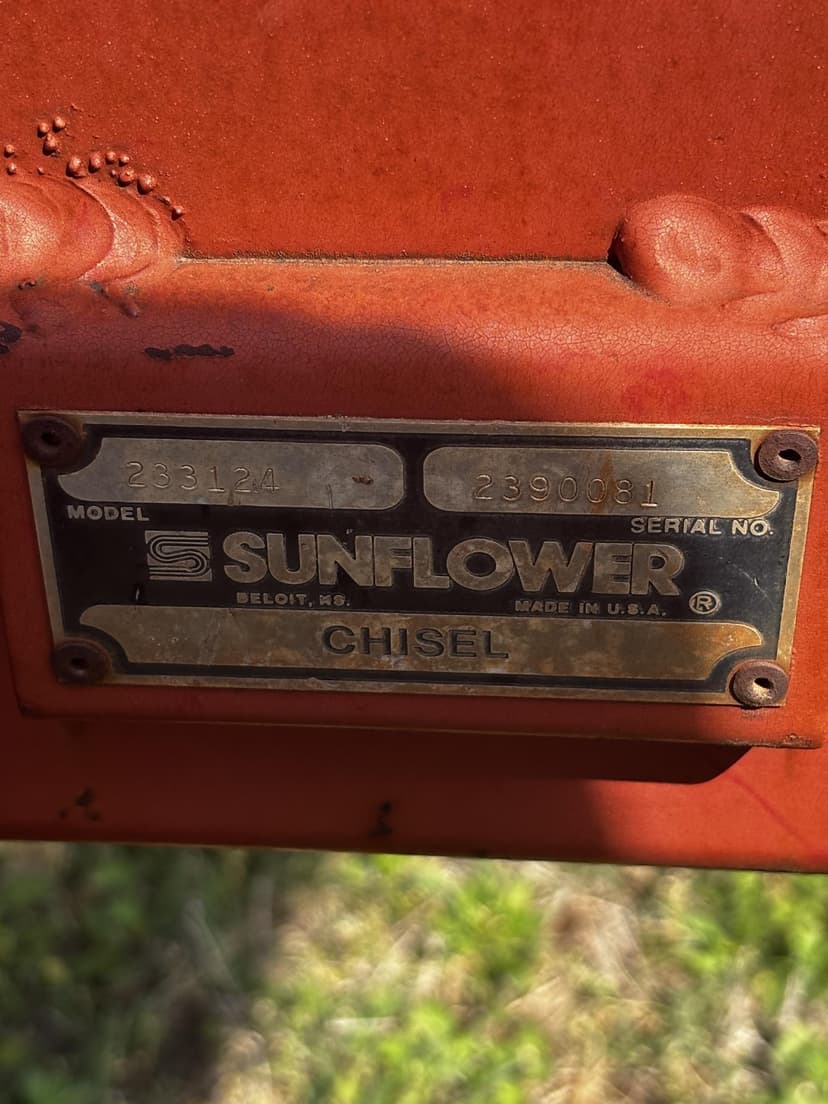 233124 2390081
MODEL SERIAL NO.
SUNFLOWER
BELOIT, KS. MADE IN U.S.A. ®
CHISEL